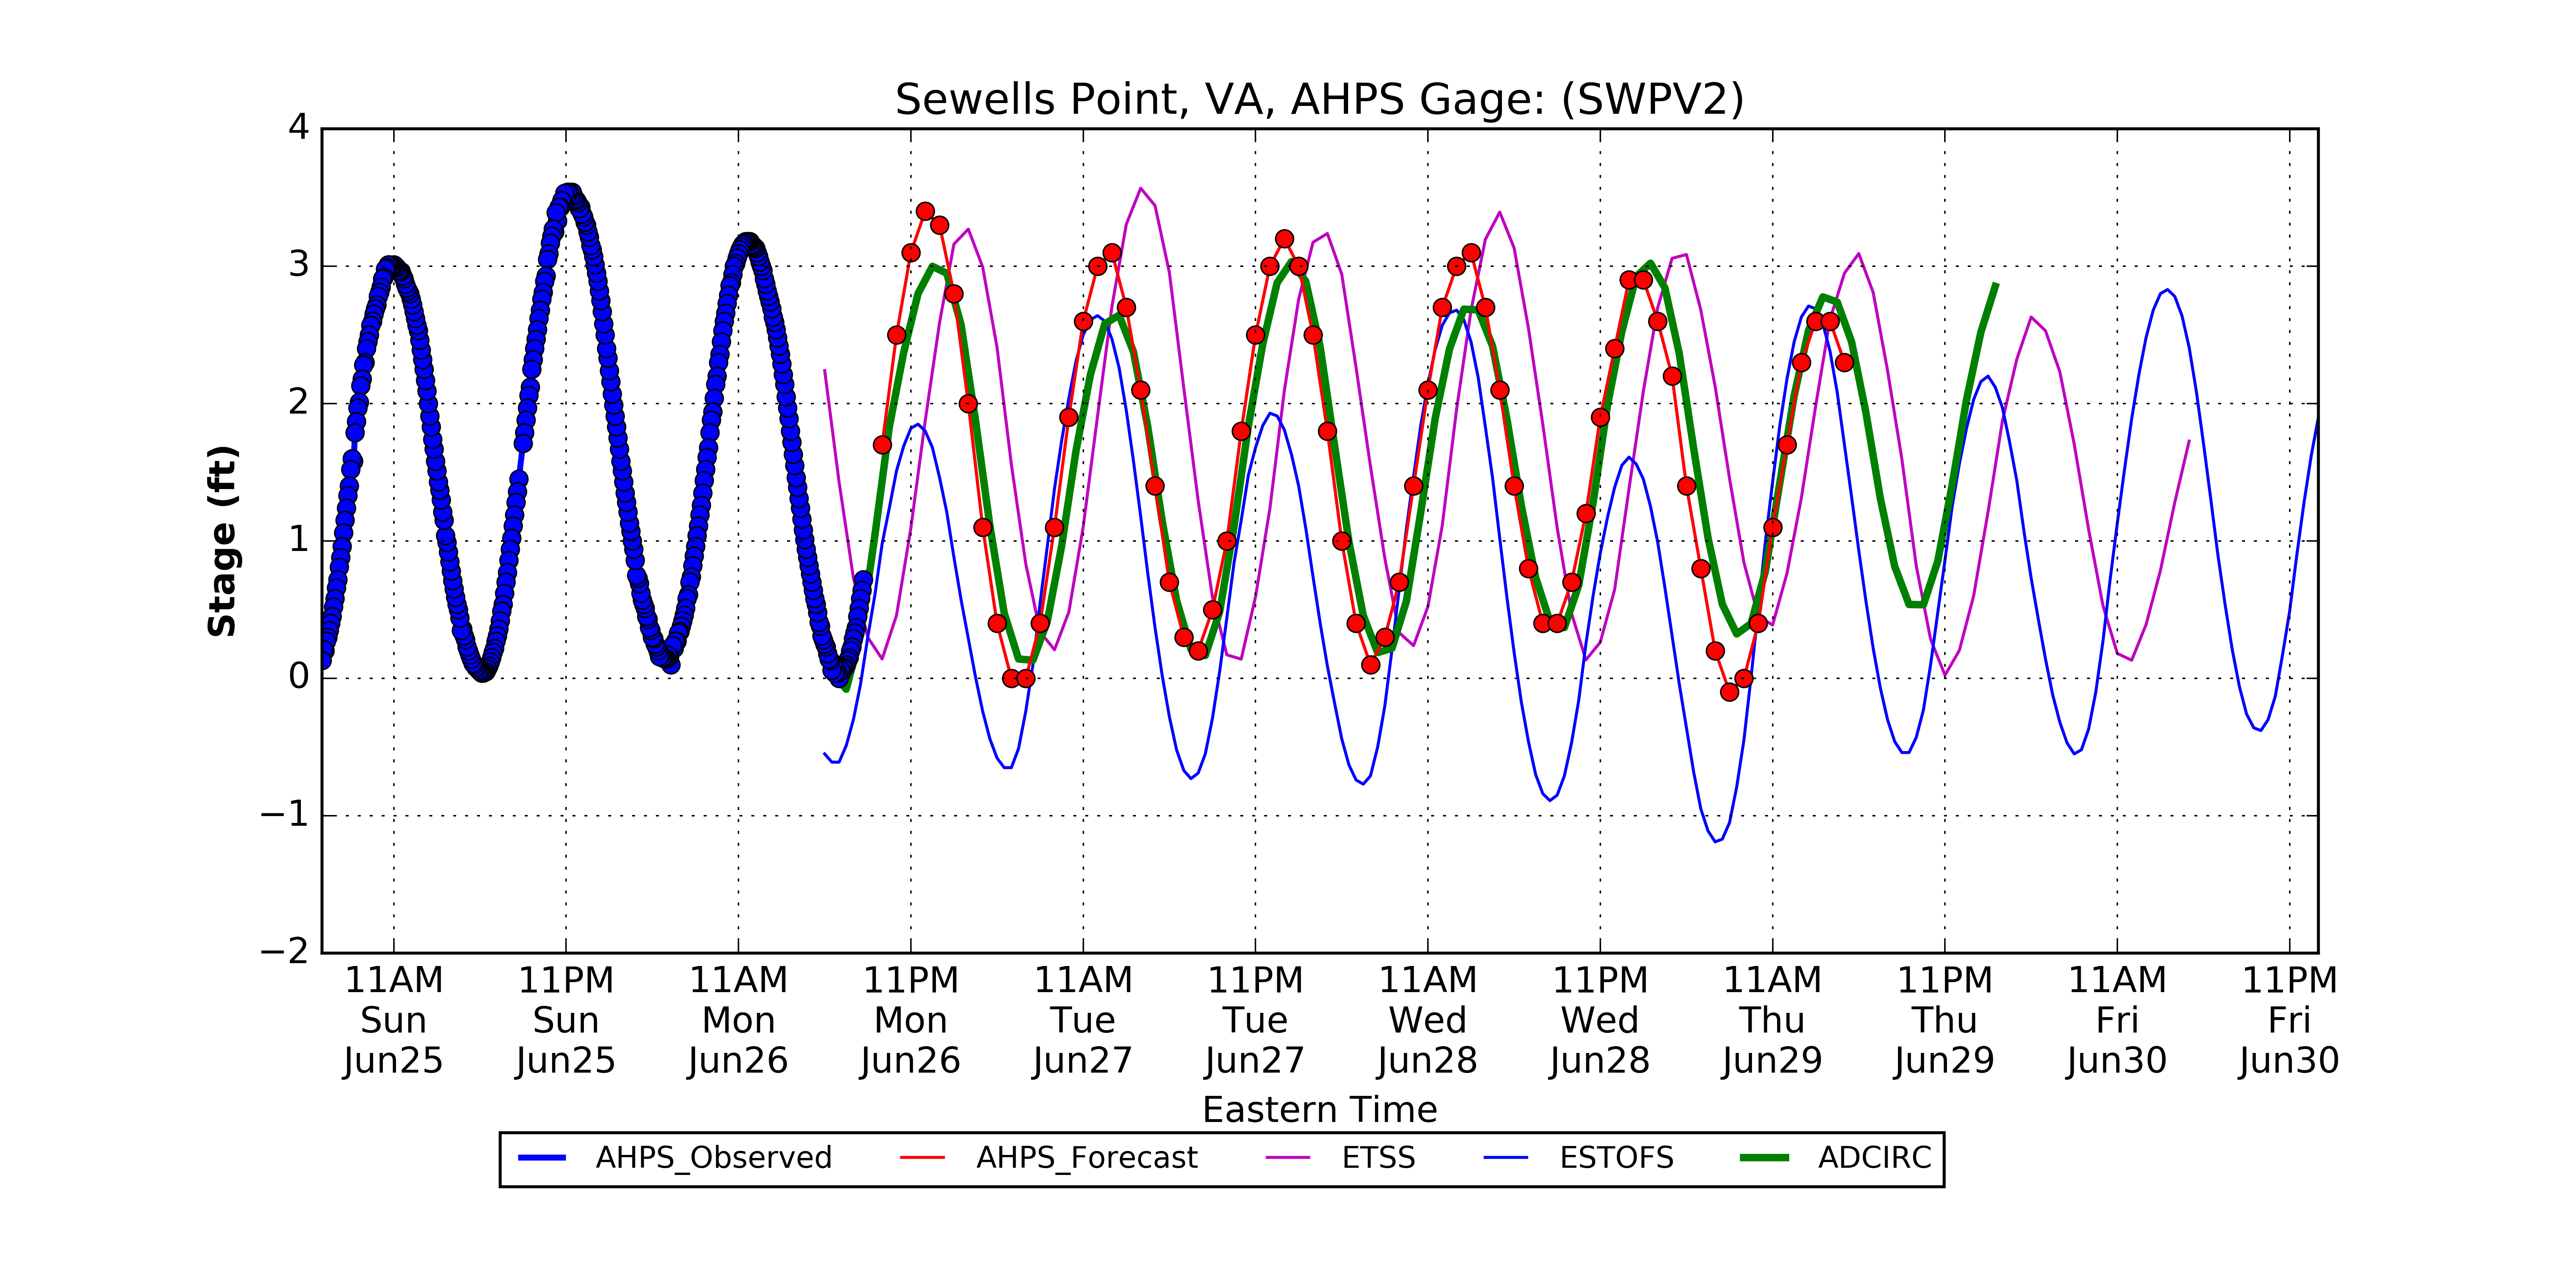 Sewells Point, VA, AHPS Gage: (SWPV2)
4
3
2
1
0
−1
−2
Stage (ft)
11AM 11PM 11AM 11PM 11AM 11PM 11AM 11PM 11AM 11PM 11AM 11PM
Sun Sun Mon Mon Tue Tue Wed Wed Thu Thu Fri Fri
Jun25 Jun25 Jun26 Jun26 Jun27 Jun27 Jun28 Jun28 Jun29 Jun29 Jun30 Jun30
Eastern Time
AHPS_Observed AHPS_Forecast ETSS ESTOFS ADCIRC